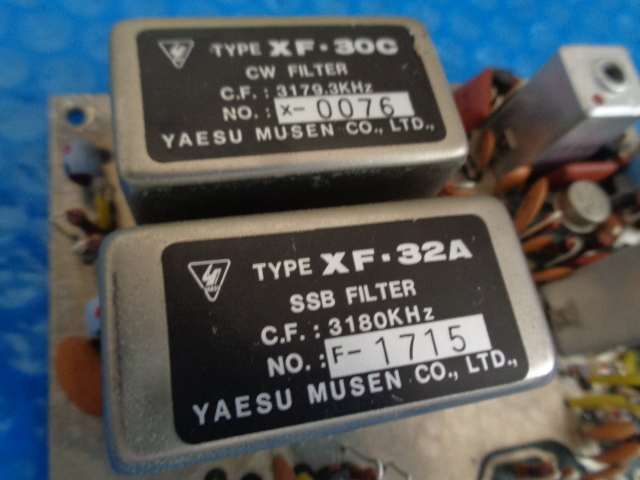 TYPE XF-30C
CW FILTER
C.F.: 3179.3KHz
NO.: X-0076
YAESU MUSEN CO., LTD.,
TYPE XF-32A
SSB FILTER
C.F.: 3180KHz
NO.: F-1715
YAESU MUSEN CO., LTD.,